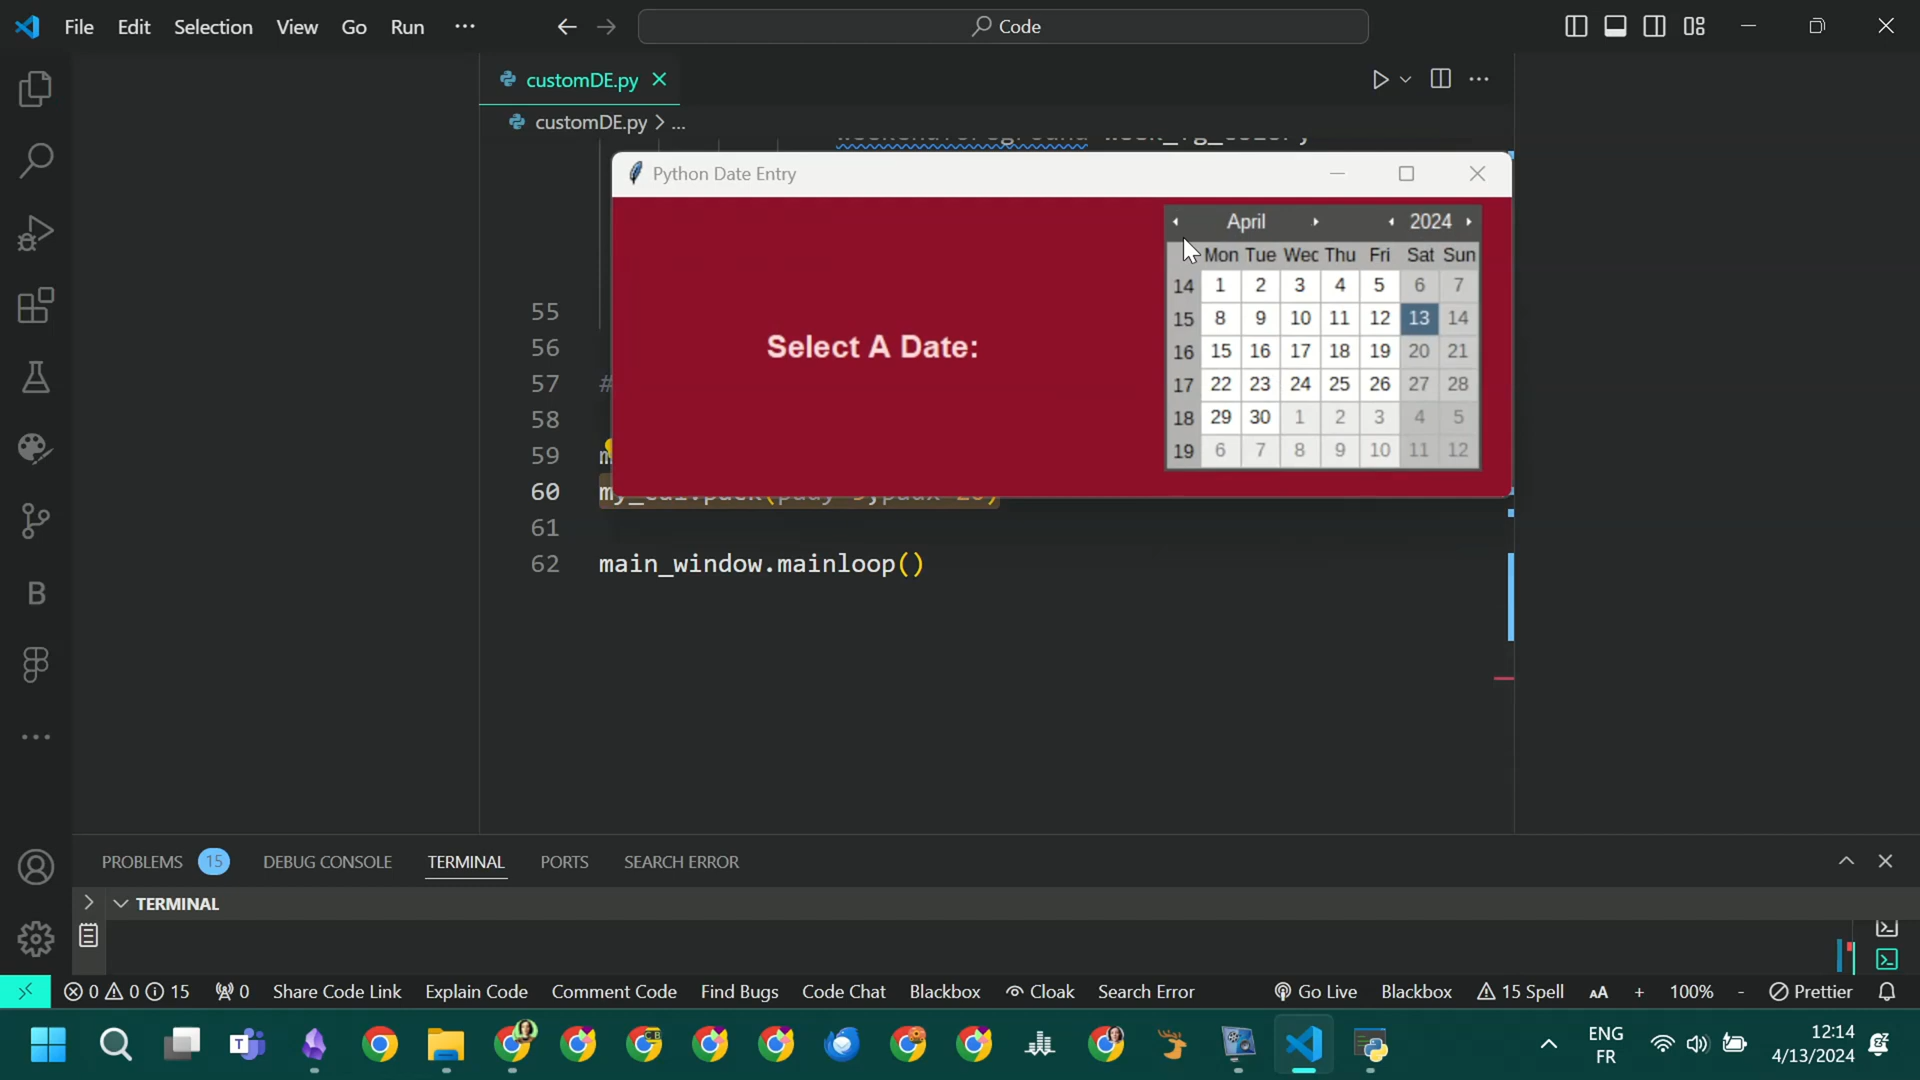 File Edit Selection View Go Run ...
Code
customDE.py
customDE.py > ...
Python Date Entry
April 2024
Mon Tue Wed Thu Fri Sat Sun
14 1 2 3 4 5 6 7
15 8 9 10 11 12 13 14
16 15 16 17 18 19 20 21
17 22 23 24 25 26 27 28
18 29 30 1 2 3 4 5
19 6 7 8 9 10 11 12
Select A Date:
55
56
57 #
58
59
60
61
62 main_window.mainloop()
PROBLEMS 15 DEBUG CONSOLE TERMINAL PORTS SEARCH ERROR
TERMINAL
0 0 15 0 Share Code Link Explain Code Comment Code Find Bugs Code Chat Blackbox Cloak Search Error Go Live Blackbox 15 Spell AA + 100% - Prettier
ENG
FR
12:14
4/13/2024